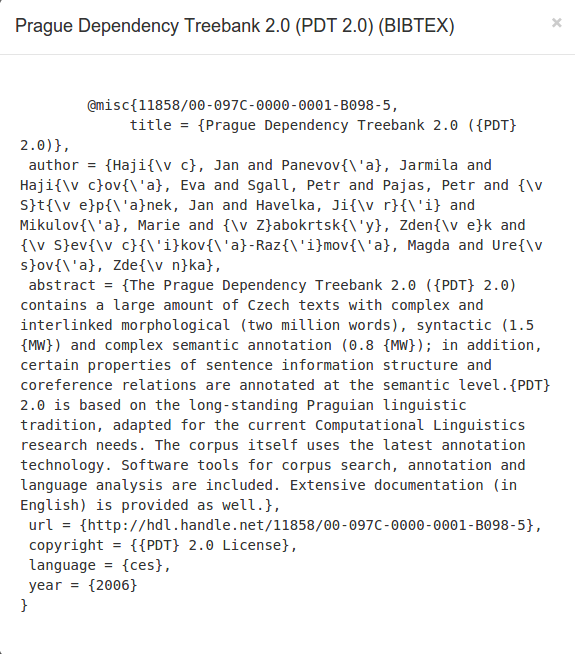 Prague Dependency Treebank 2.0 (PDT 2.0) (BIBTEX)
×
@misc{11858/00-097C-0000-0001-B098-5,
title = {Prague Dependency Treebank 2.0 ({PDT}
2.0)},
author = {Haji{\v c}, Jan and Panevov{\'a}, Jarmila and
Haji{\v c}ov{\'a}, Eva and Sgall, Petr and Pajas, Petr and {\v
S}t{\v e}p{\'a}nek, Jan and Havelka, Ji{\v r}{\'i} and
Mikulov{\'a}, Marie and {\v Z}abokrtsk{\'y}, Zden{\v e}k and
{\v S}ev{\v c}{\'i}kov{\'a}-Raz{\'i}mov{\'a}, Magda and Ure{\v
s}ov{\'a}, Zde{\v n}ka},
abstract = {The Prague Dependency Treebank 2.0 ({PDT} 2.0)
contains a large amount of Czech texts with complex and
interlinked morphological (two million words), syntactic (1.5
{MW}) and complex semantic annotation (0.8 {MW}); in addition,
certain properties of sentence information structure and
coreference relations are annotated at the semantic level.{PDT}
2.0 is based on the long-standing Praguian linguistic
tradition, adapted for the current Computational Linguistics
research needs. The corpus itself uses the latest annotation
technology. Software tools for corpus search, annotation and
language analysis are included. Extensive documentation (in
English) is provided as well.},
url = {http://hdl.handle.net/11858/00-097C-0000-0001-B098-5},
copyright = {{PDT} 2.0 License},
language = {ces},
year = {2006}
}